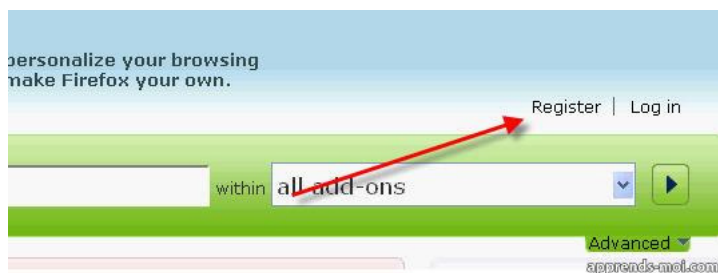 personalize your browsing
make Firefox your own.
Register | Log in
within all add-ons
Advanced
apprends-moi.com